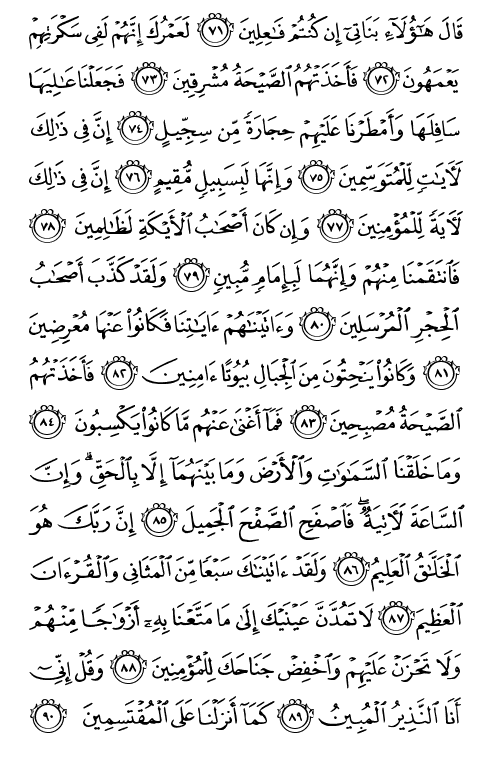 قَالَ هَٰٓؤُلَآءِ بَنَاتِىٓ إِن كُنتُمْ فَٰعِلِينَ ٧١ لَعَمْرُكَ إِنَّهُمْ لَفِى سَكْرَتِهِمْ
يَعْمَهُونَ ٧٢ فَأَخَذَتْهُمُ ٱلصَّيْحَةُ مُشْرِقِينَ ٧٣ فَجَعَلْنَا عَٰلِيَهَا
سَافِلَهَا وَأَمْطَرْنَا عَلَيْهِمْ حِجَارَةً مِّن سِجِّيلٍ ٧٤ إِنَّ فِى ذَٰلِكَ
لَءَايَٰتٍ لِّلْمُتَوَسِّمِينَ ٧٥ وَإِنَّهَا لَبِسَبِيلٍ مُّقِيمٍ ٧٦ إِنَّ فِى ذَٰلِكَ
لَءَايَةً لِّلْمُؤْمِنِينَ ٧٧ وَإِن كَانَ أَصْحَٰبُ ٱلْأَيْكَةِ لَظَٰلِمِينَ ٧٨
فَٱنتَقَمْنَا مِنْهُمْ وَإِنَّهُمَا لَبِإِمَامٍ مُّبِينٍ ٧٩ وَلَقَدْ كَذَّبَ أَصْحَٰبُ
ٱلْحِجْرِ ٱلْمُرْسَلِينَ ٨٠ وَءَاتَيْنَٰهُمْ ءَايَٰتِنَا فَكَانُوا۟ عَنْهَا مُعْرِضِينَ
٨١ وَكَانُوا۟ يَنْحِتُونَ مِنَ ٱلْجِبَالِ بُيُوتًا ءَامِنِينَ ٨٢ فَأَخَذَتْهُمُ
ٱلصَّيْحَةُ مُصْبِحِينَ ٨٣ فَمَآ أَغْنَىٰ عَنْهُم مَّا كَانُوا۟ يَكْسِبُونَ ٨٤
وَمَا خَلَقْنَا ٱلسَّمَٰوَٰتِ وَٱلْأَرْضَ وَمَا بَيْنَهُمَآ إِلَّا بِٱلْحَقِّ ۗ وَإِنَّ
ٱلسَّاعَةَ لَءَاتِيَةٌ ۖ فَٱصْفَحِ ٱلصَّفْحَ ٱلْجَمِيلَ ٨٥ إِنَّ رَبَّكَ هُوَ
ٱلْخَلَّٰقُ ٱلْعَلِيمُ ٨٦ وَلَقَدْ ءَاتَيْنَٰكَ سَبْعًا مِّنَ ٱلْمَثَانِى وَٱلْقُرْءَانَ
ٱلْعَظِيمَ ٨٧ لَا تَمُدَّنَّ عَيْنَيْكَ إِلَىٰ مَا مَتَّعْنَا بِهِۦٓ أَزْوَٰجًا مِّنْهُمْ
وَلَا تَحْزَنْ عَلَيْهِمْ وَٱخْفِضْ جَنَاحَكَ لِلْمُؤْمِنِينَ ٨٨ وَقُلْ إِنِّىٓ
أَنَا ٱلنَّذِيرُ ٱلْمُبِينُ ٨٩ كَمَآ أَنزَلْنَا عَلَى ٱلْمُقْتَسِمِينَ ٩٠